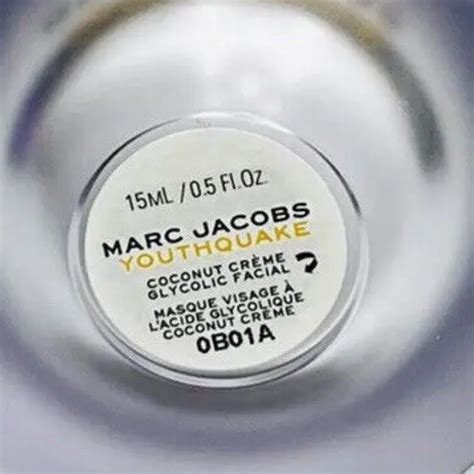 15ML / 0.5 Fl.Oz.
MARC JACOBS
YOUTHQUAKE
COCONUT CRÈME
GLYCOLIC FACIAL
MASQUE VISAGE À
L'ACIDE GLYCOLIQUE
COCONUT CRÈME
0B01A